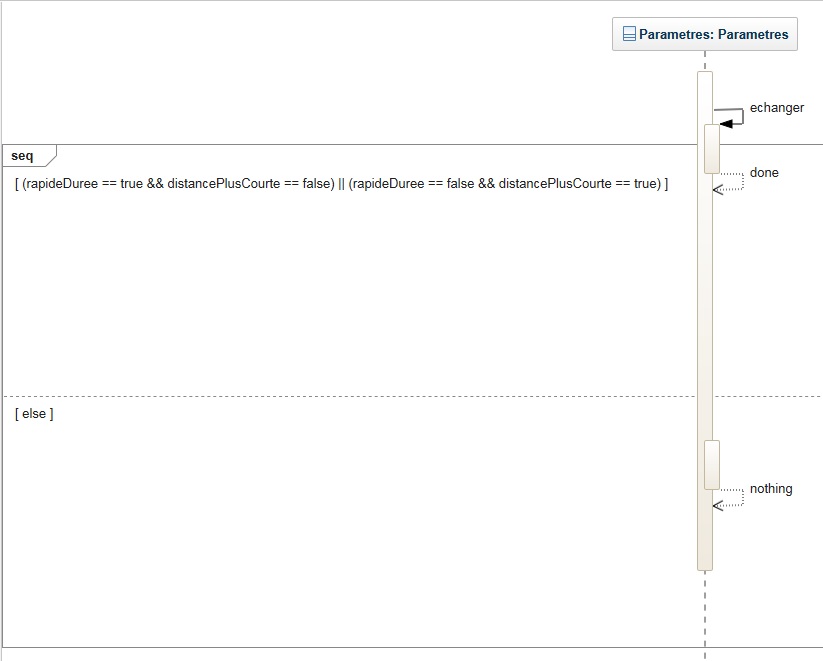 Parametres: Parametres
echanger
seq
done
[ (rapideDuree == true && distancePlusCourte == false) || (rapideDuree == false && distancePlusCourte == true) ]
[ else ]
nothing